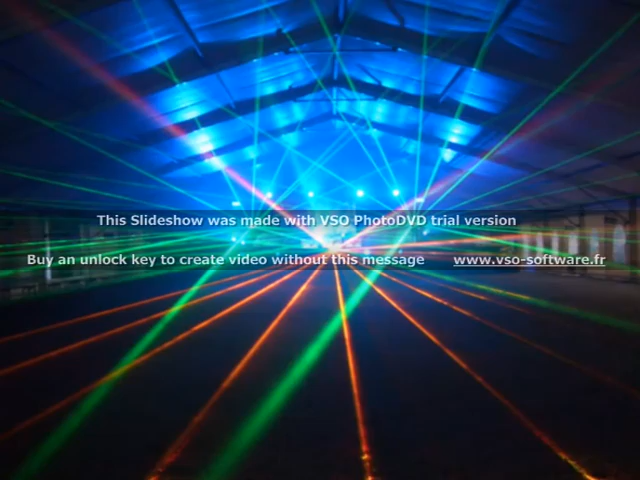 This Slideshow was made with VSO PhotoDVD trial version
Buy an unlock key to create video without this message www.vso-software.fr